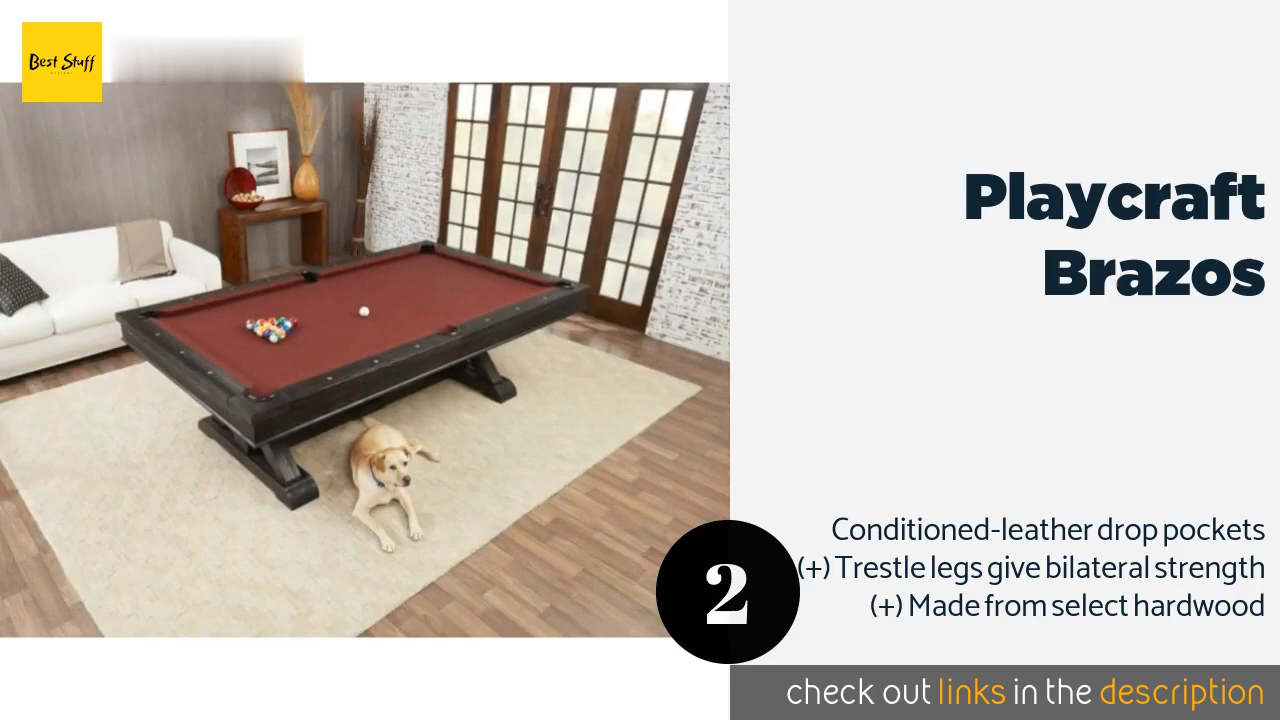 Best Stuff
Playcraft
Brazos
Conditioned-leather drop pockets
(+) Trestle legs give bilateral strength
(+) Made from select hardwood
2
check out links in the description